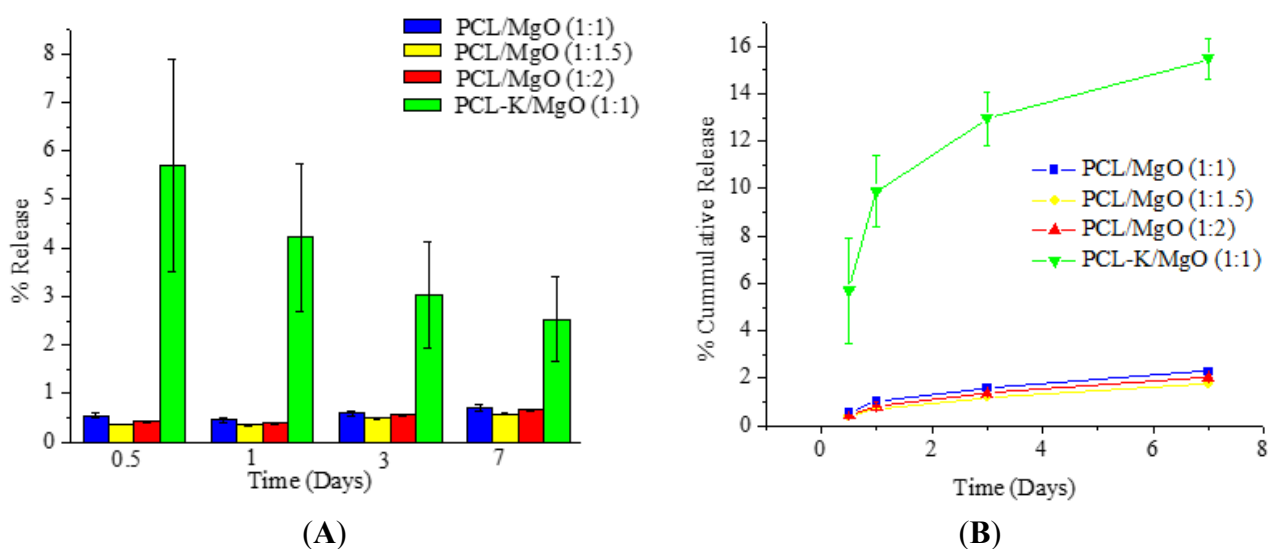 PCL/MgO (1:1)
PCL/MgO (1:1.5)
PCL/MgO (1:2)
PCL-K/MgO (1:1)
% Release
8
7
6
5
4
3
2
1
0
0.5 1 3 7
Time (Days)
(A)
% Cummulative Release
16
14
12
10
8
6
4
2
0
PCL/MgO (1:1)
PCL/MgO (1:1.5)
PCL/MgO (1:2)
PCL-K/MgO (1:1)
0 2 4 6 8
Time (Days)
(B)